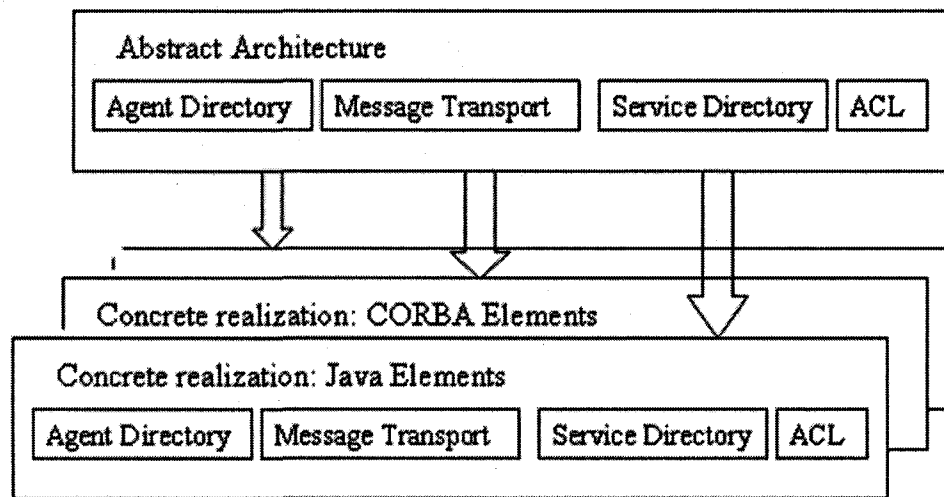 Abstract Architecture
Agent Directory Message Transport Service Directory ACL
Concrete realization: CORBA Elements
Concrete realization: Java Elements
Agent Directory Message Transport Service Directory ACL